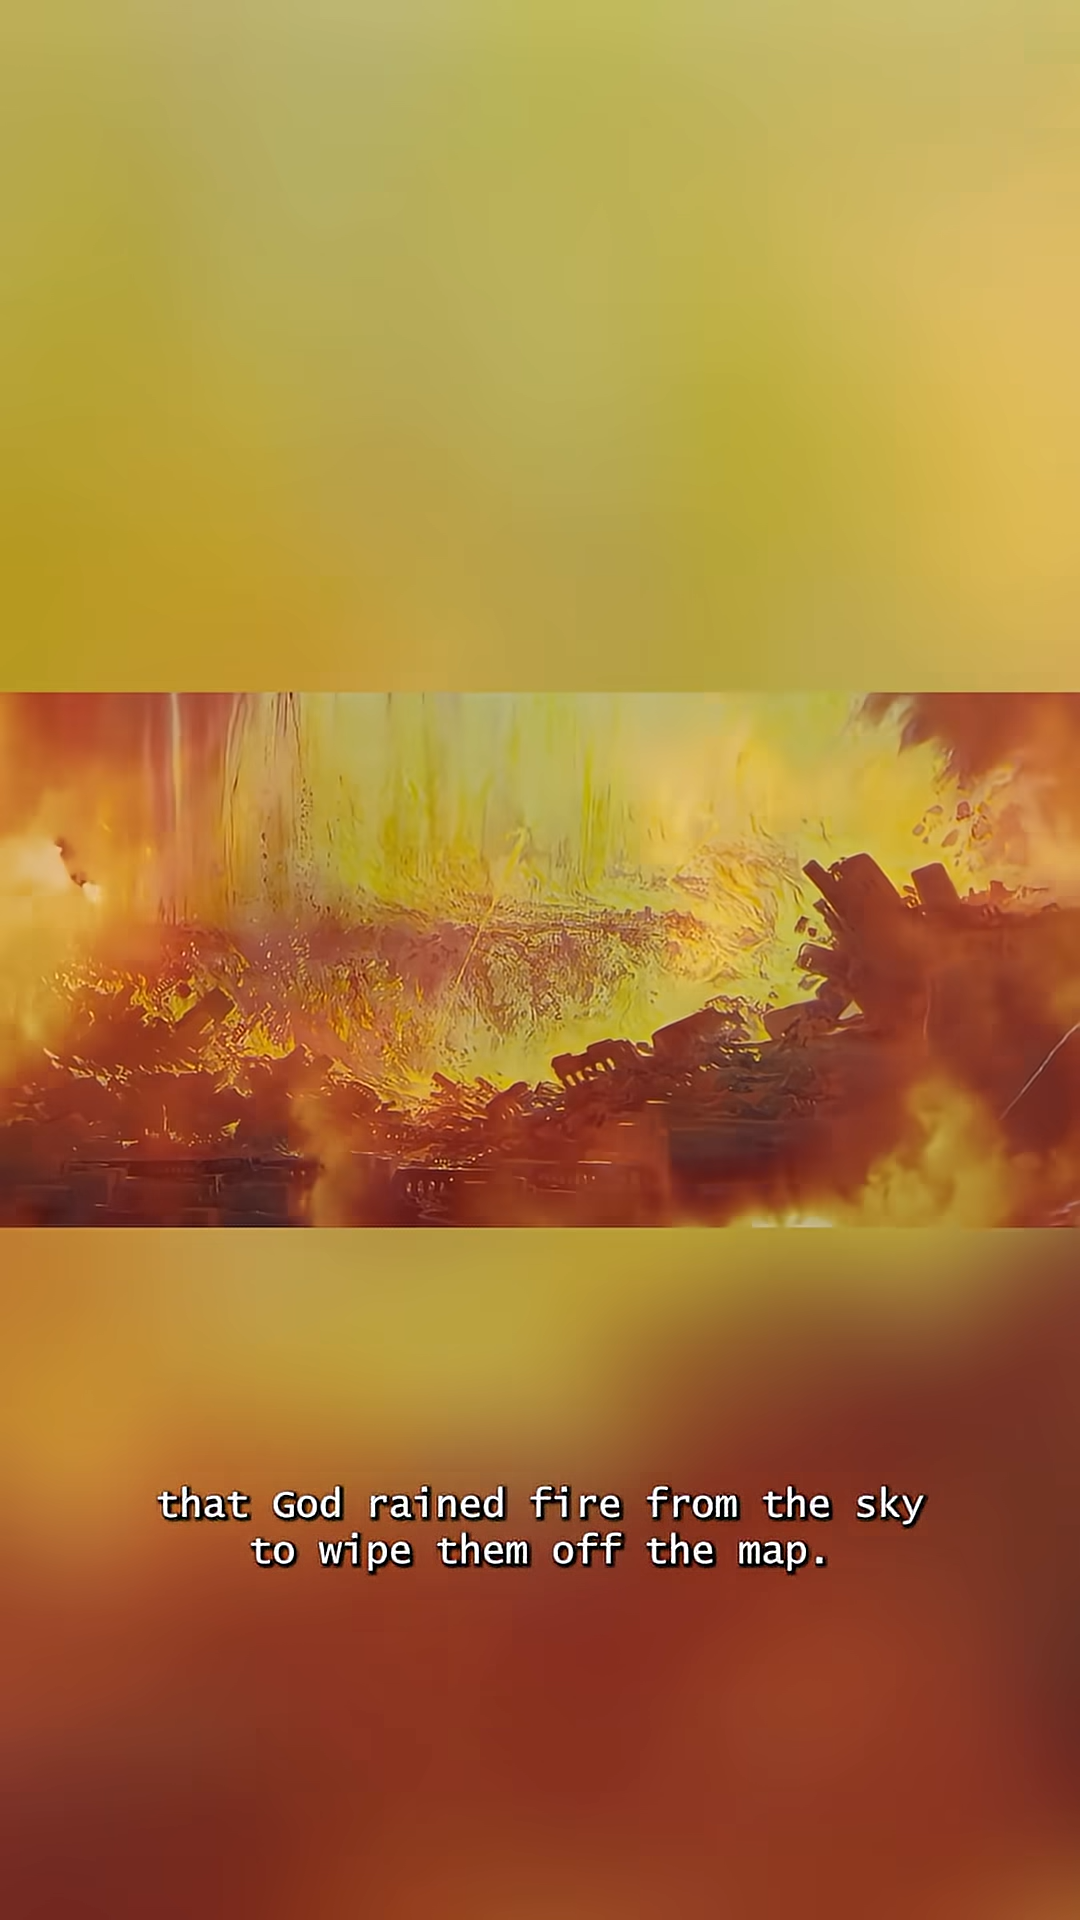 that God rained fire from the sky
to wipe them off the map.